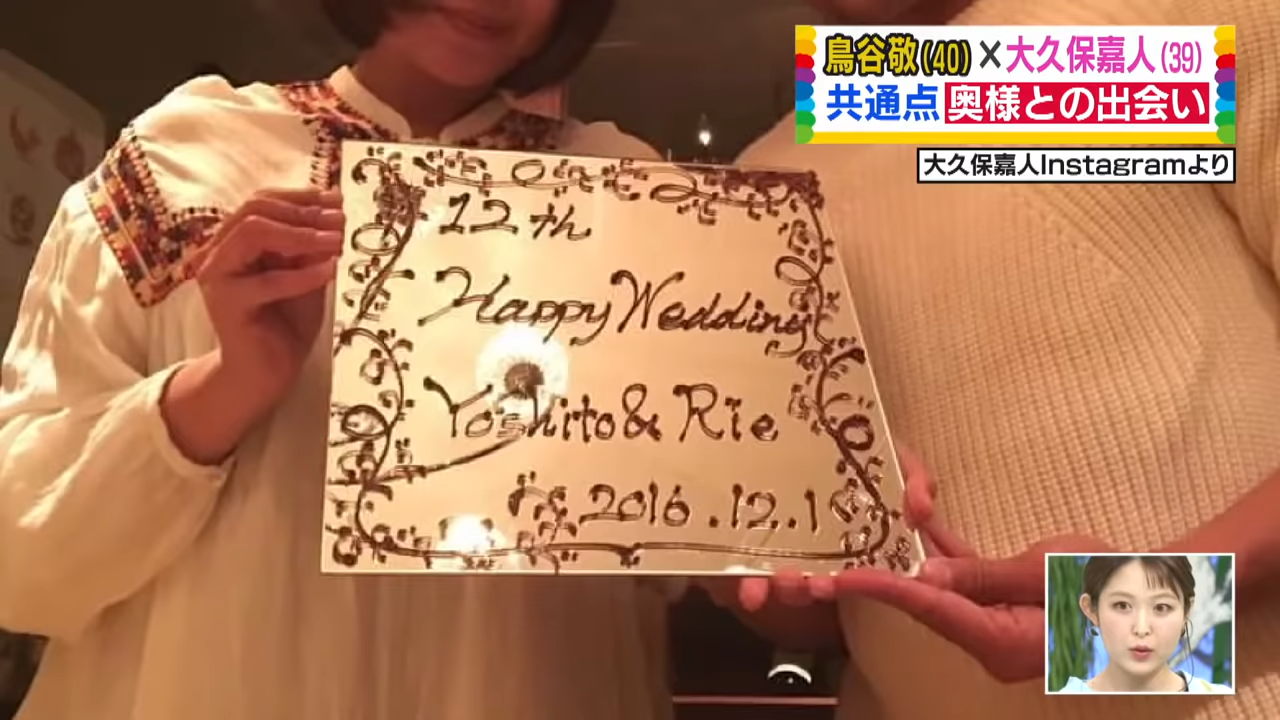 鳥谷敬(40)×大久保嘉人(39)
共通点 奥様との出会い
大久保嘉人Instagramより
12th
Happy Wedding
Yoshito & Rie
2016.12.1